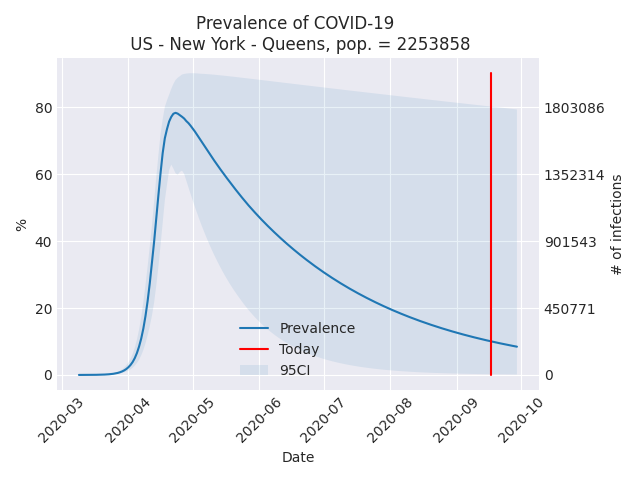 Prevalence of COVID-19
US - New York - Queens, pop. = 2253858
80
60
40
20
0
%
1803086
1352314
901543
450771
0
# of infections
Prevalence
Today
95CI
2020-03
2020-04
2020-05
2020-06
2020-07
2020-08
2020-09
2020-10
Date